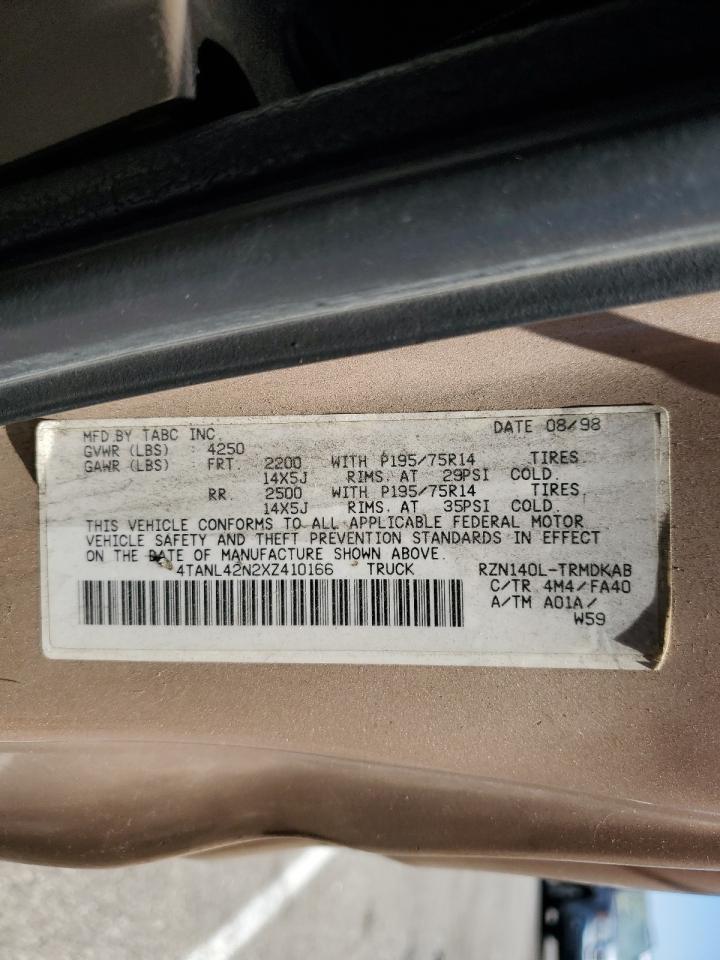 MFD.BY TABC INC. DATE 08/98
GVWR (LBS) : 4250
GAWR (LBS) FRT. 2200 WITH P195/75R14 TIRES,
14X5J RIMS, AT 29PSI COLD.
RR. 2500 WITH P195/75R14 TIRES,
14X5J RIMS, AT 35PSI COLD.
THIS VEHICLE CONFORMS TO ALL APPLICABLE FEDERAL MOTOR
VEHICLE SAFETY AND THEFT PREVENTION STANDARDS IN EFFECT
ON THE DATE OF MANUFACTURE SHOWN ABOVE.
4TANL42N2XZ410166 TRUCK RZN140L-TRMDKAB
C/TR 4M4/FA40
A/TM A01A/
W59